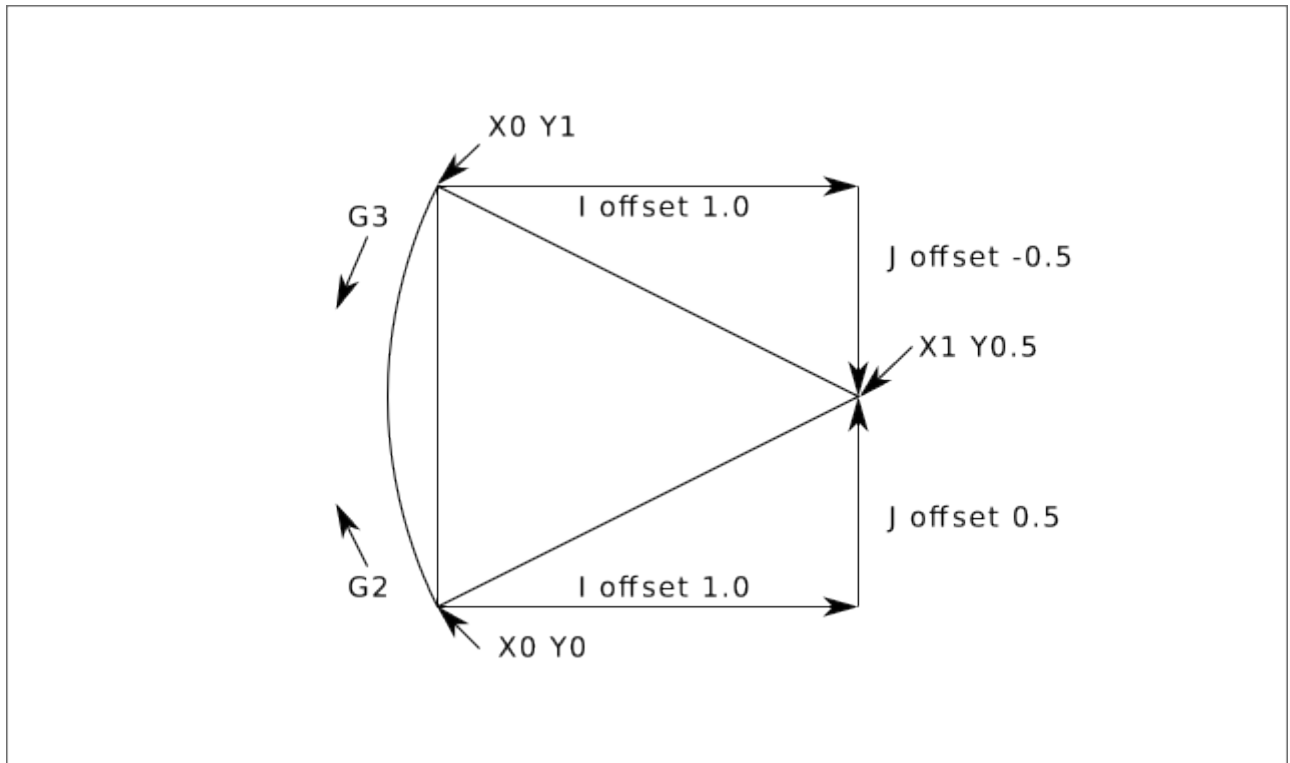 X0 Y1
G3
I offset 1.0
J offset -0.5
X1 Y0.5
J offset 0.5
G2
I offset 1.0
X0 Y0